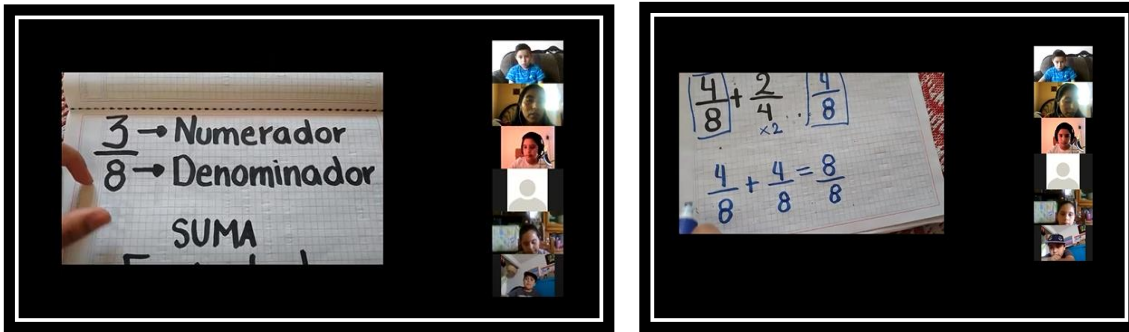 3 → Numerador
8 → Denominador
SUMA
4/8 + 2/4 4/8
×2
4/8 + 4/8 = 8/8